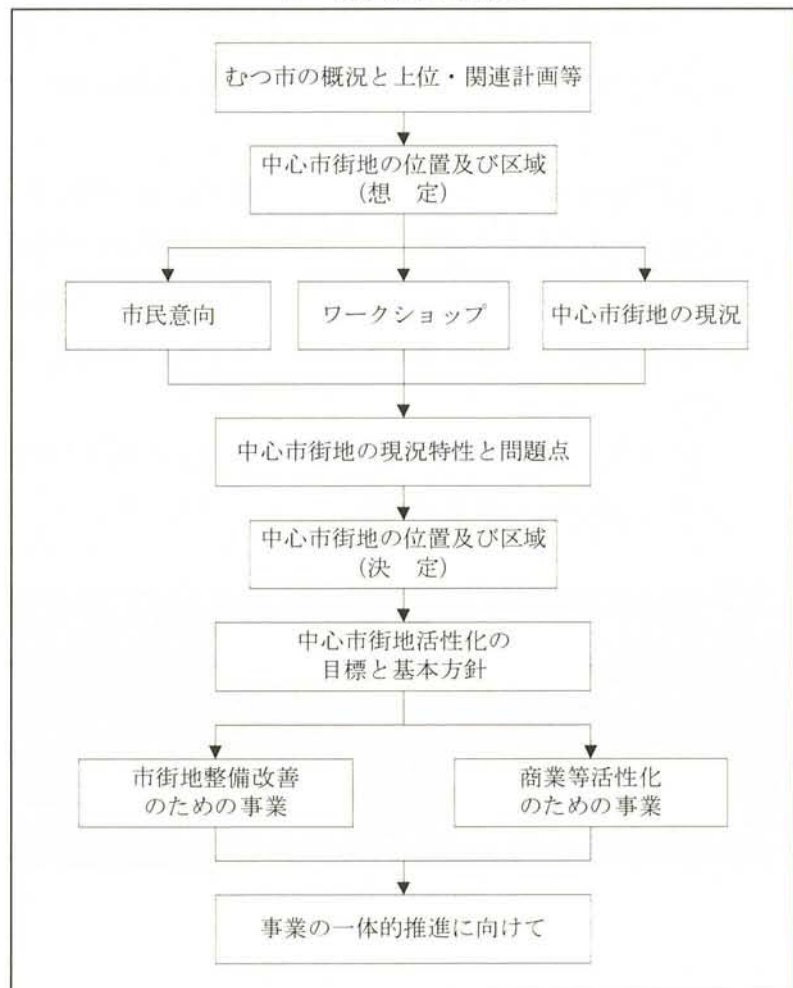 むつ市の概況と上位・関連計画等
中心市街地の位置及び区域
(想　定)
市民意向
ワークショップ
中心市街地の現況
中心市街地の現況特性と問題点
中心市街地の位置及び区域
(決　定)
中心市街地活性化の
目標と基本方針
市街地整備改善
のための事業
商業等活性化
のための事業
事業の一体的推進に向けて